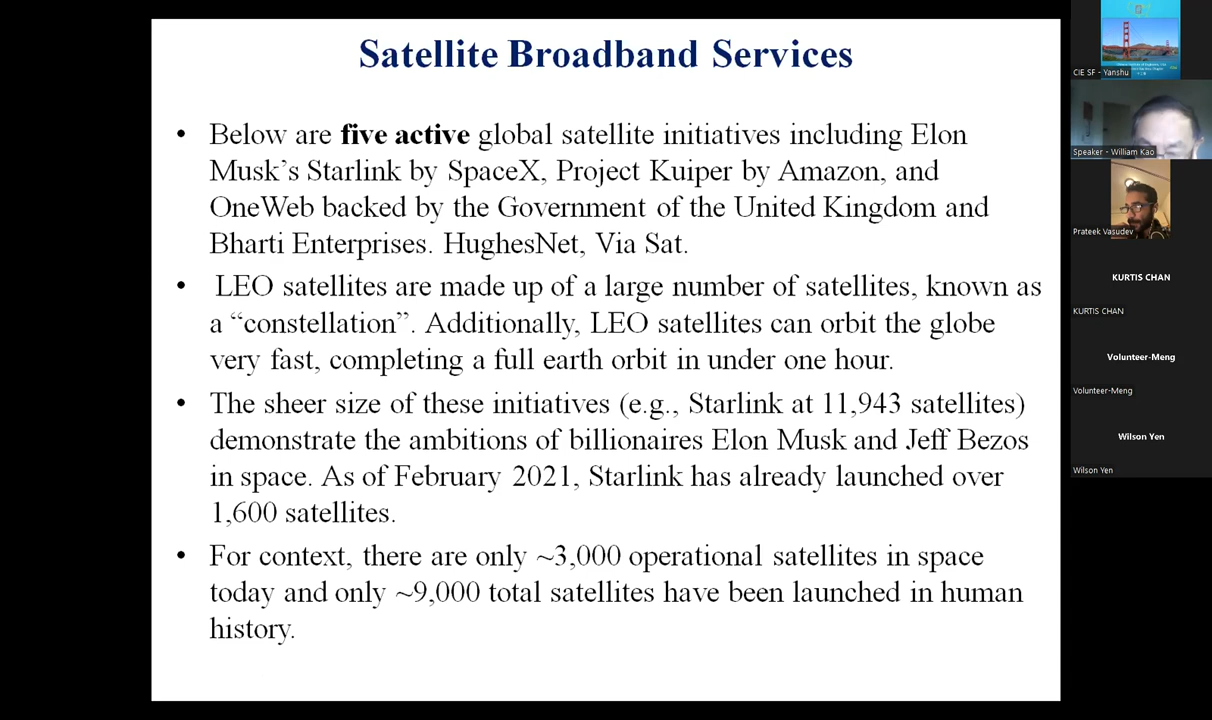 Satellite Broadband Services
• Below are five active global satellite initiatives including Elon
Musk's Starlink by SpaceX, Project Kuiper by Amazon, and
OneWeb backed by the Government of the United Kingdom and
Bharti Enterprises. HughesNet, Via Sat.
• LEO satellites are made up of a large number of satellites, known as
a “constellation”. Additionally, LEO satellites can orbit the globe
very fast, completing a full earth orbit in under one hour.
• The sheer size of these initiatives (e.g., Starlink at 11,943 satellites)
demonstrate the ambitions of billionaires Elon Musk and Jeff Bezos
in space. As of February 2021, Starlink has already launched over
1,600 satellites.
• For context, there are only ~3,000 operational satellites in space
today and only ~9,000 total satellites have been launched in human
history.
CIE SF - Yanshu
Speaker - William Kao
Prateek Vasudev
KURTIS CHAN
KURTIS CHAN
Volunteer-Meng
Volunteer-Meng
Wilson Yen
Wilson Yen